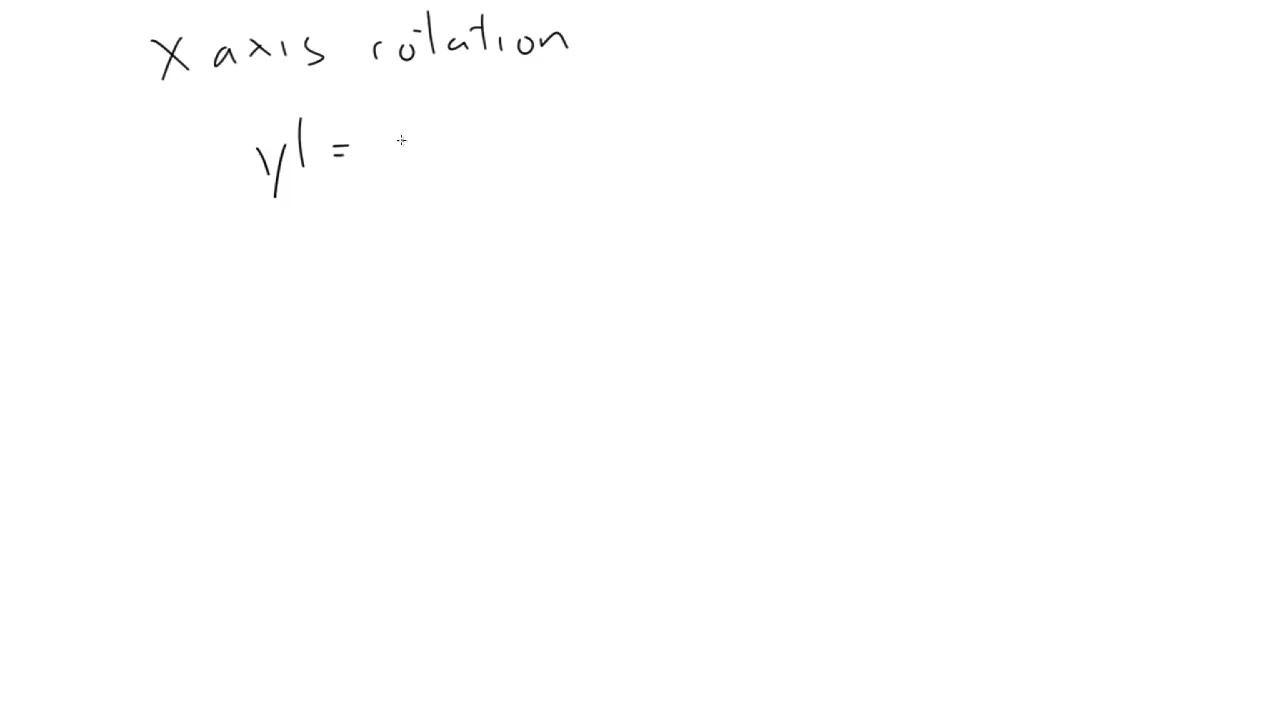 X axis rotation
y' =